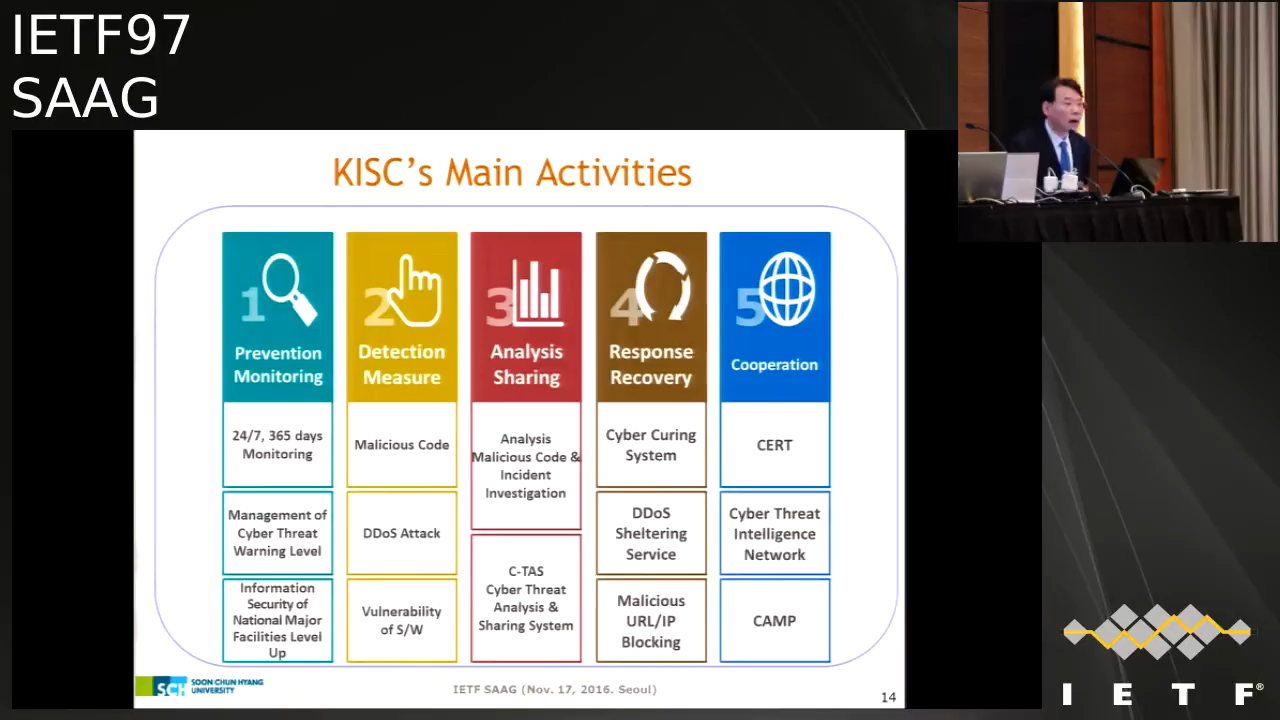 IETF97
SAAG
KISC's Main Activities
1
Prevention
Monitoring
24/7, 365 days
Monitoring
Management of
Cyber Threat
Warning Level
Information
Security of
National Major
Facilities Level
Up
2
Detection
Measure
Malicious Code
DDoS Attack
Vulnerability
of S/W
3
Analysis
Sharing
Analysis
Malicious Code &
Incident
Investigation
C-TAS
Cyber Threat
Analysis &
Sharing System
4
Response
Recovery
Cyber Curing
System
DDoS
Sheltering
Service
Malicious
URL/IP
Blocking
5
Cooperation
CERT
Cyber Threat
Intelligence
Network
CAMP
SCH
SOON CHUN HYANG
UNIVERSITY
IETF SAAG (Nov. 17, 2016. Seoul)
14
I E T F®